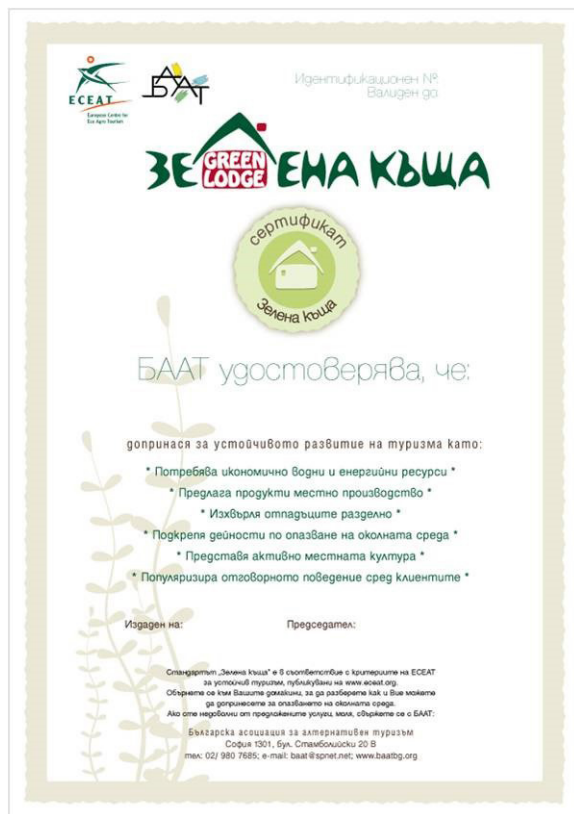 ECEAT
European Centre for
Eco Agro Tourism
БААТ
Идентификационен №
Валиден до
ЗЕЛЕНА КЪЩА
GREEN
LODGE
сертификат
Зелена къща
БААТ удостоверява, че:
допринася за устойчивото развитие на туризма като:
* Потребява икономично водни и енергийни ресурси *
* Предлага продукти местно производство *
* Изхвърля отпадъците разделно *
* Подкрепя дейности по опазване на околната среда *
* Представя активно местната култура *
* Популяризира отговорното поведение сред клиентите *
Издаден на:
Председател:
Стандартът „Зелена къща" е в съответствие с критериите на ECEAT
за устойчив туризъм, публикувани на www.eceat.org.
Обърнете се към Вашите домакини, за да разберете как и Вие можете
да допринесете за опазването на околната среда.
Ако сте недоволни от предложените услуги, моля, свържете се с БААТ:
Българска асоциация за алтернативен туризъм
София 1301, бул. Стамболийски 20 В
тел: 02/ 980 7685; e-mail: baat@spnet.net; www.baatbg.org